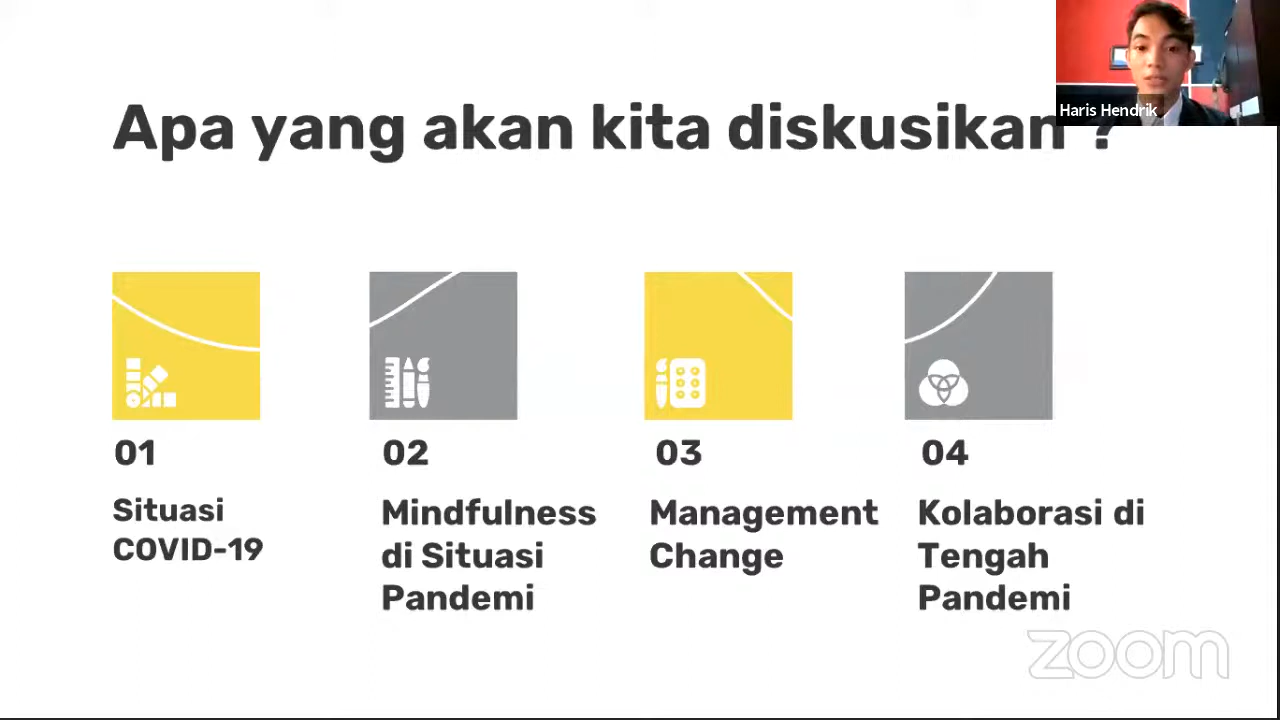 Apa yang akan kita diskusikan ?
Haris Hendrik
01
Situasi
COVID-19
02
Mindfulness
di Situasi
Pandemi
03
Management
Change
04
Kolaborasi di
Tengah
Pandemi
zoom